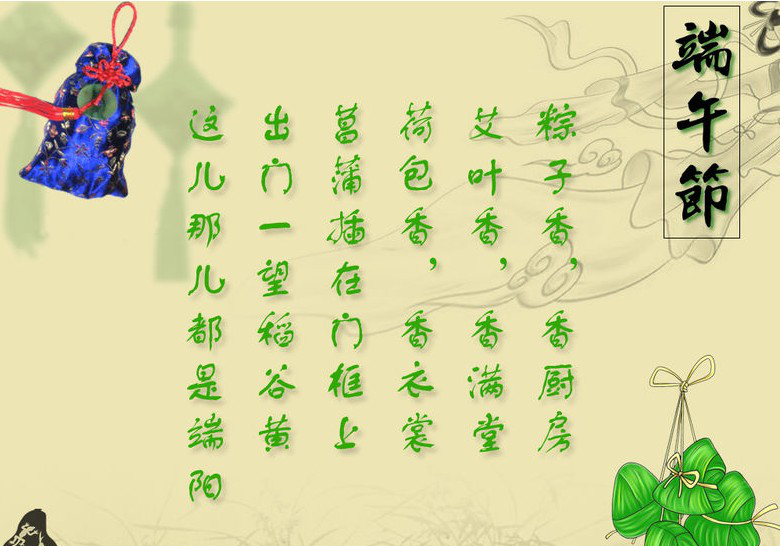 端午節
粽子香，香厨房
艾叶香，香满堂
荷包香，香衣裳
菖蒲插在门框上
出门一望稻谷黄
这儿那儿都是端阳